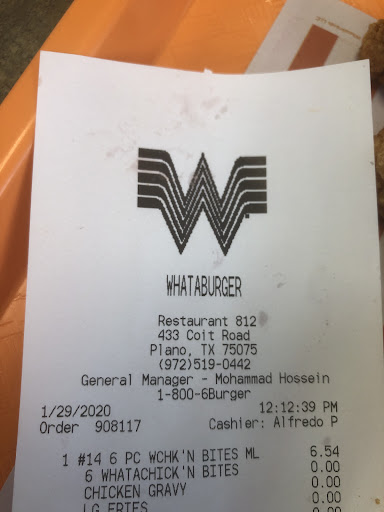 W
WHATABURGER
Restaurant 812
433 Coit Road
Plano, TX 75075
(972)519-0442
General Manager - Mohammad Hossein
1-800-6Burger
1/29/2020 12:12:39 PM
Order 908117 Cashier: Alfredo P
1 #14 6 PC WCHK'N BITES ML 6.54
6 WHATACHICK'N BITES 0.00
CHICKEN GRAVY 0.00
LG FRIES 0.00